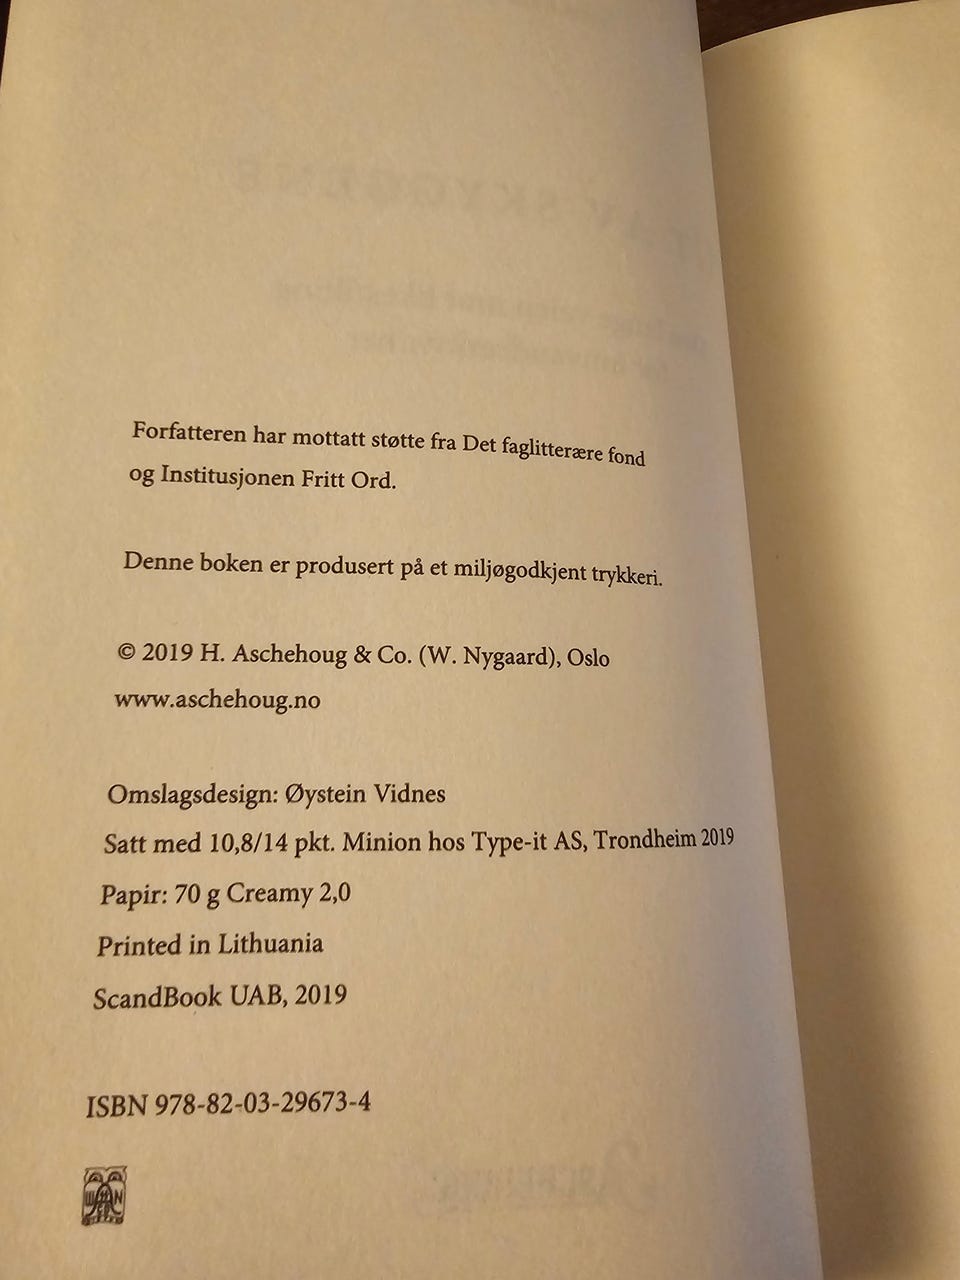 Forfatteren har mottatt støtte fra Det faglitterære fond
og Institusjonen Fritt Ord.
Denne boken er produsert på et miljøgodkjent trykkeri.
© 2019 H. Aschehoug & Co. (W. Nygaard), Oslo
www.aschehoug.no
Omslagsdesign: Øystein Vidnes
Satt med 10,8/14 pkt. Minion hos Type-it AS, Trondheim 2019
Papir: 70 g Creamy 2,0
Printed in Lithuania
ScandBook UAB, 2019
ISBN 978-82-03-29673-4